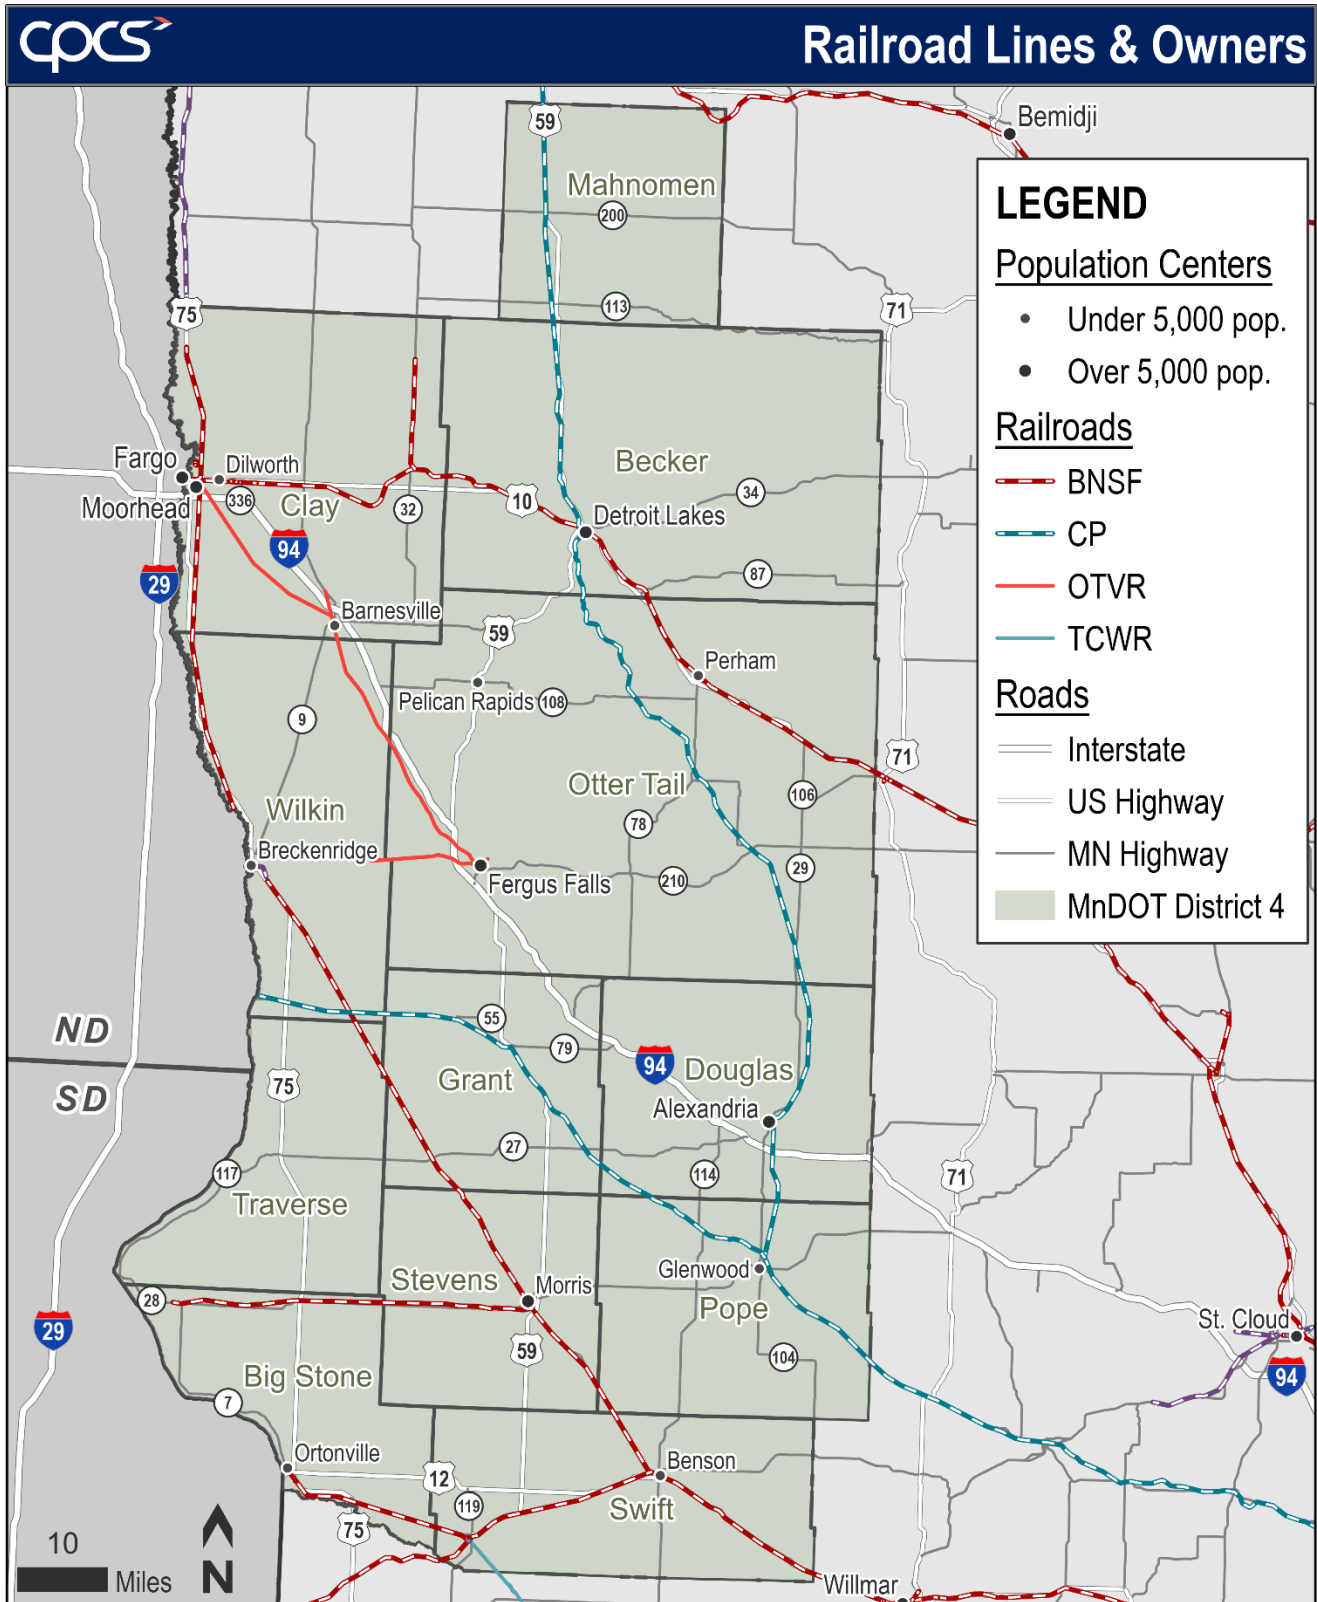 cpcs
Railroad Lines & Owners
59
Bemidji
Mahnomen
200
LEGEND
Population Centers
Under 5,000 pop.
Over 5,000 pop.
Railroads
BNSF
CP
OTVR
TCWR
Roads
Interstate
US Highway
MN Highway
MnDOT District 4
113
75
71
Fargo
Dilworth
Becker
Moorhead
336
Clay
32
10
34
Detroit Lakes
94
29
87
Barnesville
59
Perham
Pelican Rapids
108
9
71
Otter Tail
106
Wilkin
78
Breckenridge
29
Fergus Falls
210
ND
55
79
94
Douglas
SD
75
Grant
Alexandria
27
117
114
71
Traverse
Glenwood
Stevens
Morris
28
Pope
29
St. Cloud
59
104
94
Big Stone
7
Ortonville
12
Benson
119
Swift
75
10
Miles
N
Willmar